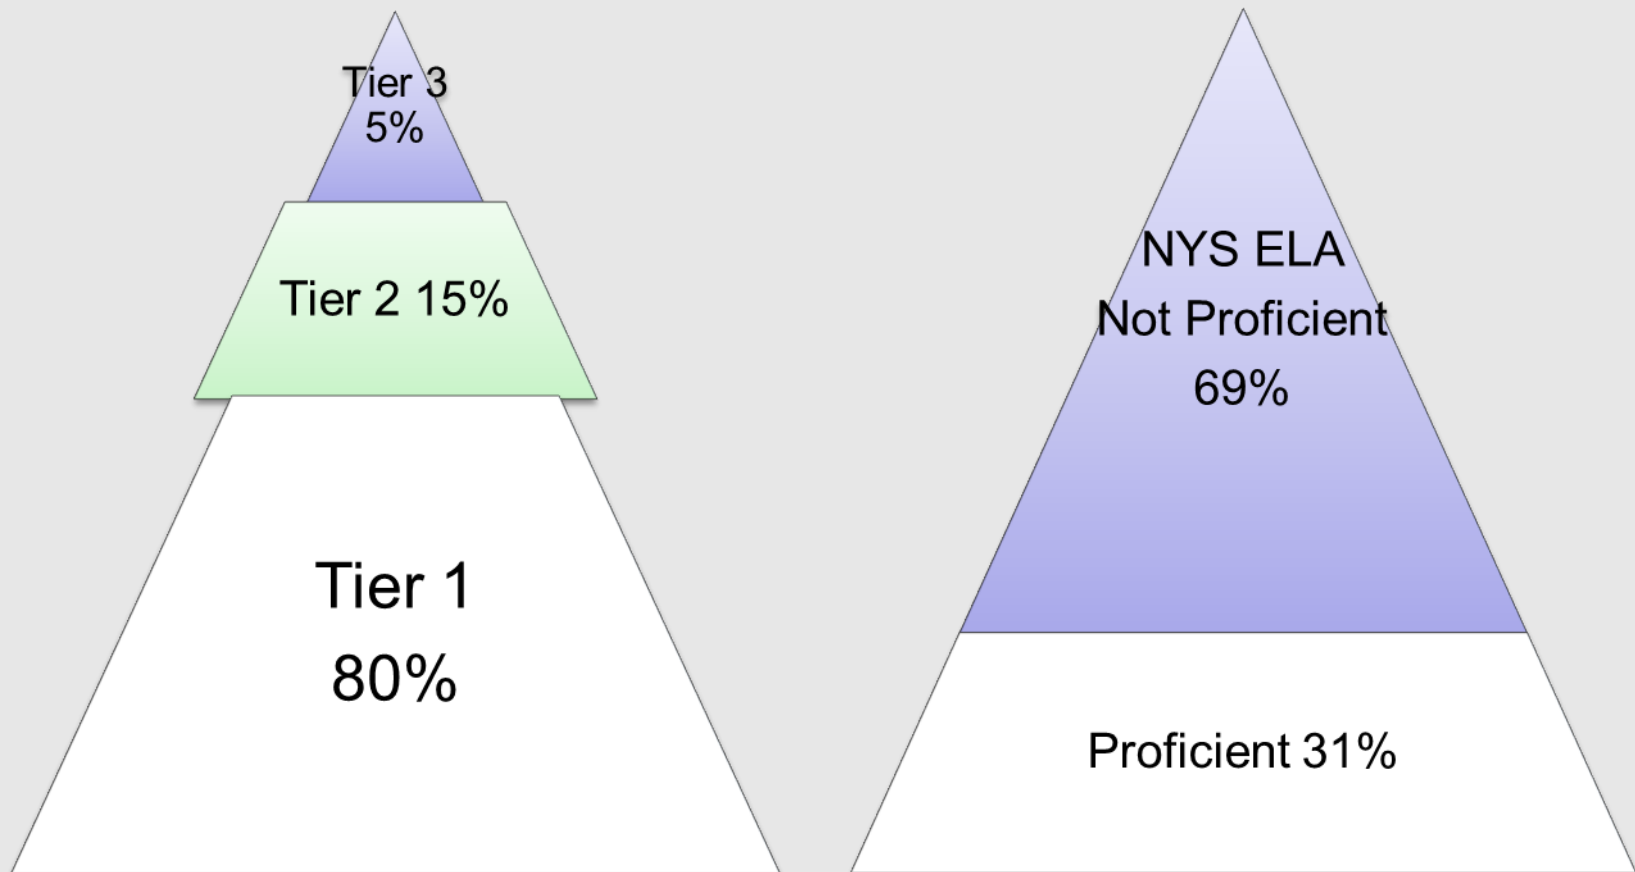 Tier 3
5%
Tier 2 15%
Tier 1
80%
NYS ELA
Not Proficient
69%
Proficient 31%